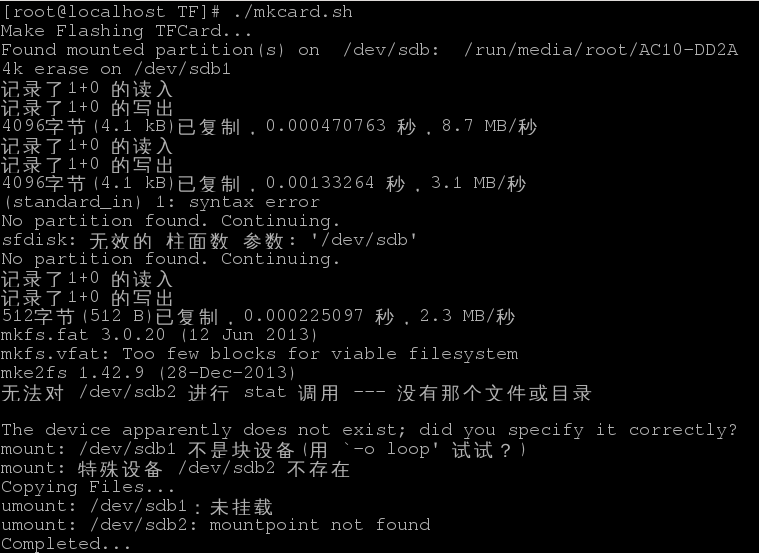 [root@localhost TF]# ./mkcard.sh
Make Flashing TFCard...
Found mounted partition(s) on  /dev/sdb:  /run/media/root/AC10-DD2A
4k erase on /dev/sdb1
记录了1+0 的读入
记录了1+0 的写出
4096字节(4.1 kB)已复制，0.000470763 秒，8.7 MB/秒
记录了1+0 的读入
记录了1+0 的写出
4096字节(4.1 kB)已复制，0.00133264 秒，3.1 MB/秒
(standard_in) 1: syntax error
No partition found. Continuing.
sfdisk: 无效的 柱面数 参数: '/dev/sdb'
No partition found. Continuing.
记录了1+0 的读入
记录了1+0 的写出
512字节(512 B)已复制，0.000225097 秒，2.3 MB/秒
mkfs.fat 3.0.20 (12 Jun 2013)
mkfs.vfat: Too few blocks for viable filesystem
mke2fs 1.42.9 (28-Dec-2013)
无法对 /dev/sdb2 进行 stat 调用 --- 没有那个文件或目录
The device apparently does not exist; did you specify it correctly?
mount: /dev/sdb1 不是块设备(用 `-o loop' 试试？)
mount: 特殊设备 /dev/sdb2 不存在
Copying Files...
umount: /dev/sdb1：未挂载
umount: /dev/sdb2: mountpoint not found
Completed...